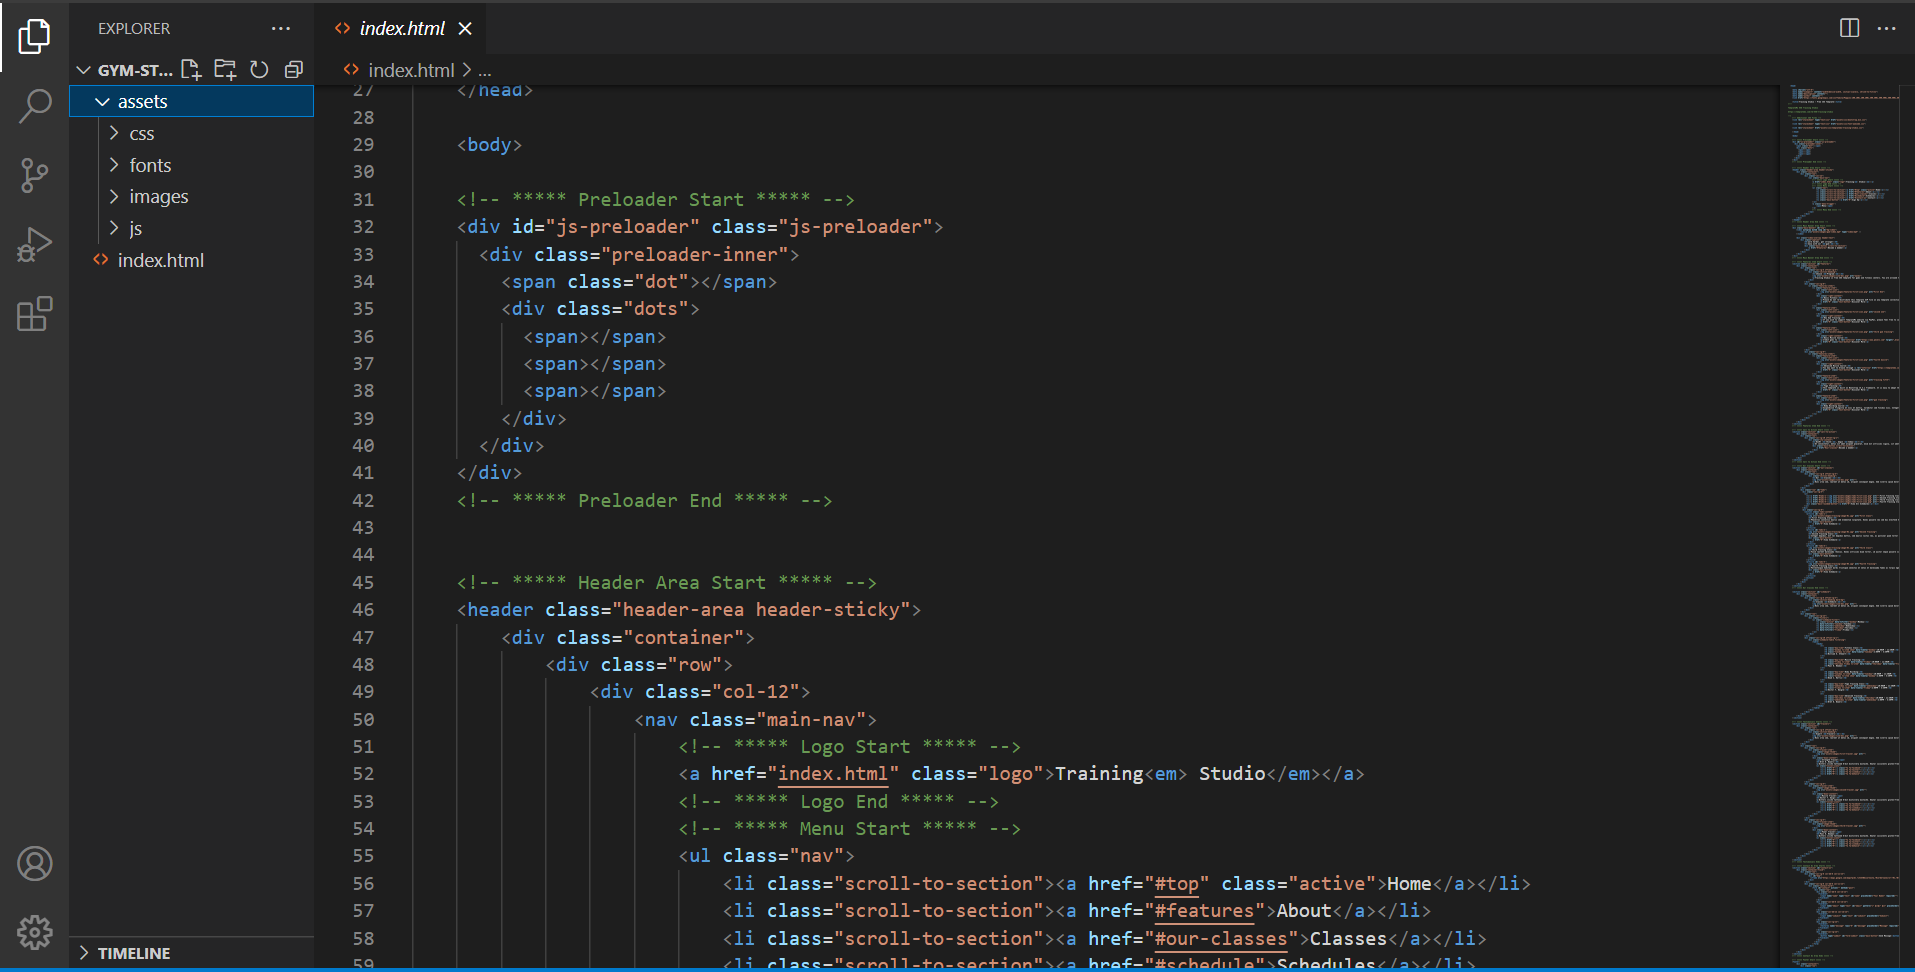 EXPLORER
GYM-ST...
assets
css
fonts
images
js
index.html
TIMELINE
index.html
index.html > ...
27 </head>
28
29 <body>
30
31 <!-- ***** Preloader Start ***** -->
32 <div id="js-preloader" class="js-preloader">
33 <div class="preloader-inner">
34 <span class="dot"></span>
35 <div class="dots">
36 <span></span>
37 <span></span>
38 <span></span>
39 </div>
40 </div>
41 </div>
42 <!-- ***** Preloader End ***** -->
43
44
45 <!-- ***** Header Area Start ***** -->
46 <header class="header-area header-sticky">
47 <div class="container">
48 <div class="row">
49 <div class="col-12">
50 <nav class="main-nav">
51 <!-- ***** Logo Start ***** -->
52 <a href="index.html" class="logo">Training<em> Studio</em></a>
53 <!-- ***** Logo End ***** -->
54 <!-- ***** Menu Start ***** -->
55 <ul class="nav">
56 <li class="scroll-to-section"><a href="#top" class="active">Home</a></li>
57 <li class="scroll-to-section"><a href="#features">About</a></li>
58 <li class="scroll-to-section"><a href="#our-classes">Classes</a></li>
59 <li class="scroll-to-section"><a href="#schedule">Schedules</a></li>